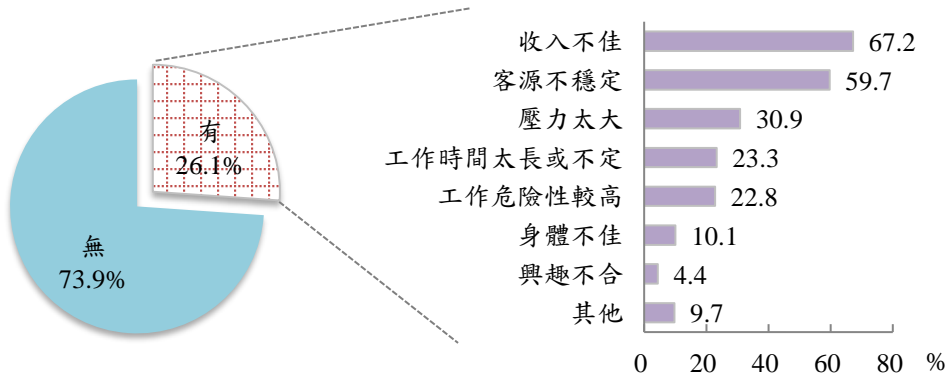 有
26.1%
無
73.9%
收入不佳 67.2
客源不穩定 59.7
壓力太大 30.9
工作時間太長或不定 23.3
工作危險性較高 22.8
身體不佳 10.1
興趣不合 4.4
其他 9.7
0 20 40 60 80 %